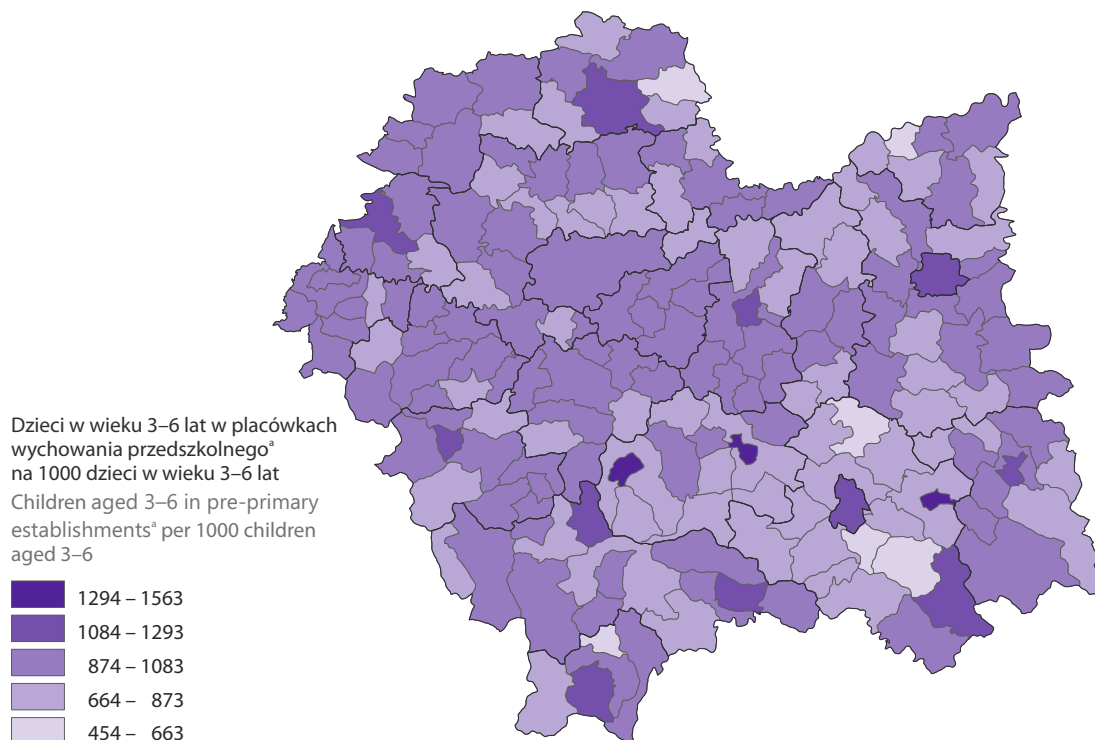 Dzieci w wieku 3–6 lat w placówkach
wychowania przedszkolnegoᵃ
na 1000 dzieci w wieku 3–6 lat
Children aged 3–6 in pre-primary
establishmentsᵃ per 1000 children
aged 3–6
1294 – 1563
1084 – 1293
874 – 1083
664 – 873
454 – 663